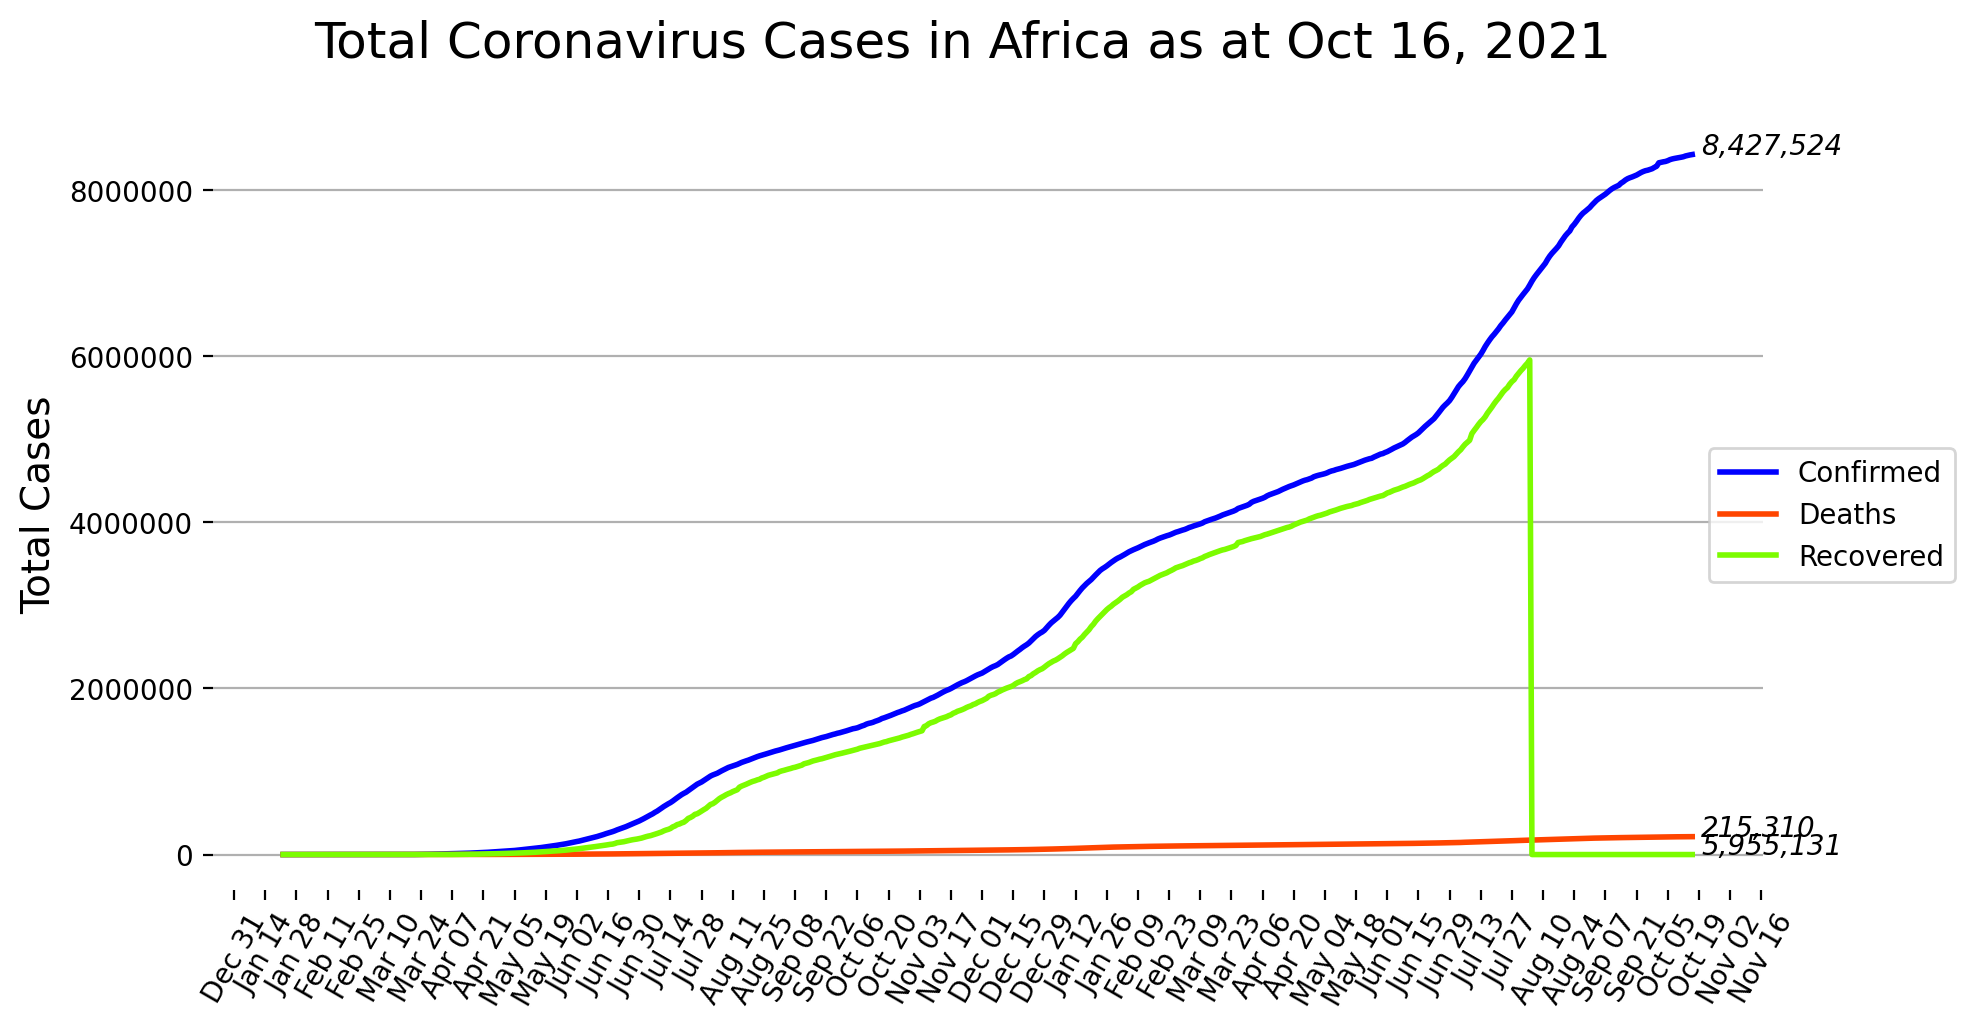 Total Coronavirus Cases in Africa as at Oct 16, 2021
Total Cases
8000000
6000000
4000000
2000000
0
8,427,524
215,310
5,955,131
Confirmed
Deaths
Recovered
Dec 31
Jan 14
Jan 28
Feb 11
Feb 25
Mar 10
Mar 24
Apr 07
Apr 21
May 05
May 19
Jun 02
Jun 16
Jun 30
Jul 14
Jul 28
Aug 11
Aug 25
Sep 08
Sep 22
Oct 06
Oct 20
Nov 03
Nov 17
Dec 01
Dec 15
Dec 29
Jan 12
Jan 26
Feb 09
Feb 23
Mar 09
Mar 23
Apr 06
Apr 20
May 04
May 18
Jun 01
Jun 15
Jun 29
Jul 13
Jul 27
Aug 10
Aug 24
Sep 07
Sep 21
Oct 05
Oct 19
Nov 02
Nov 16